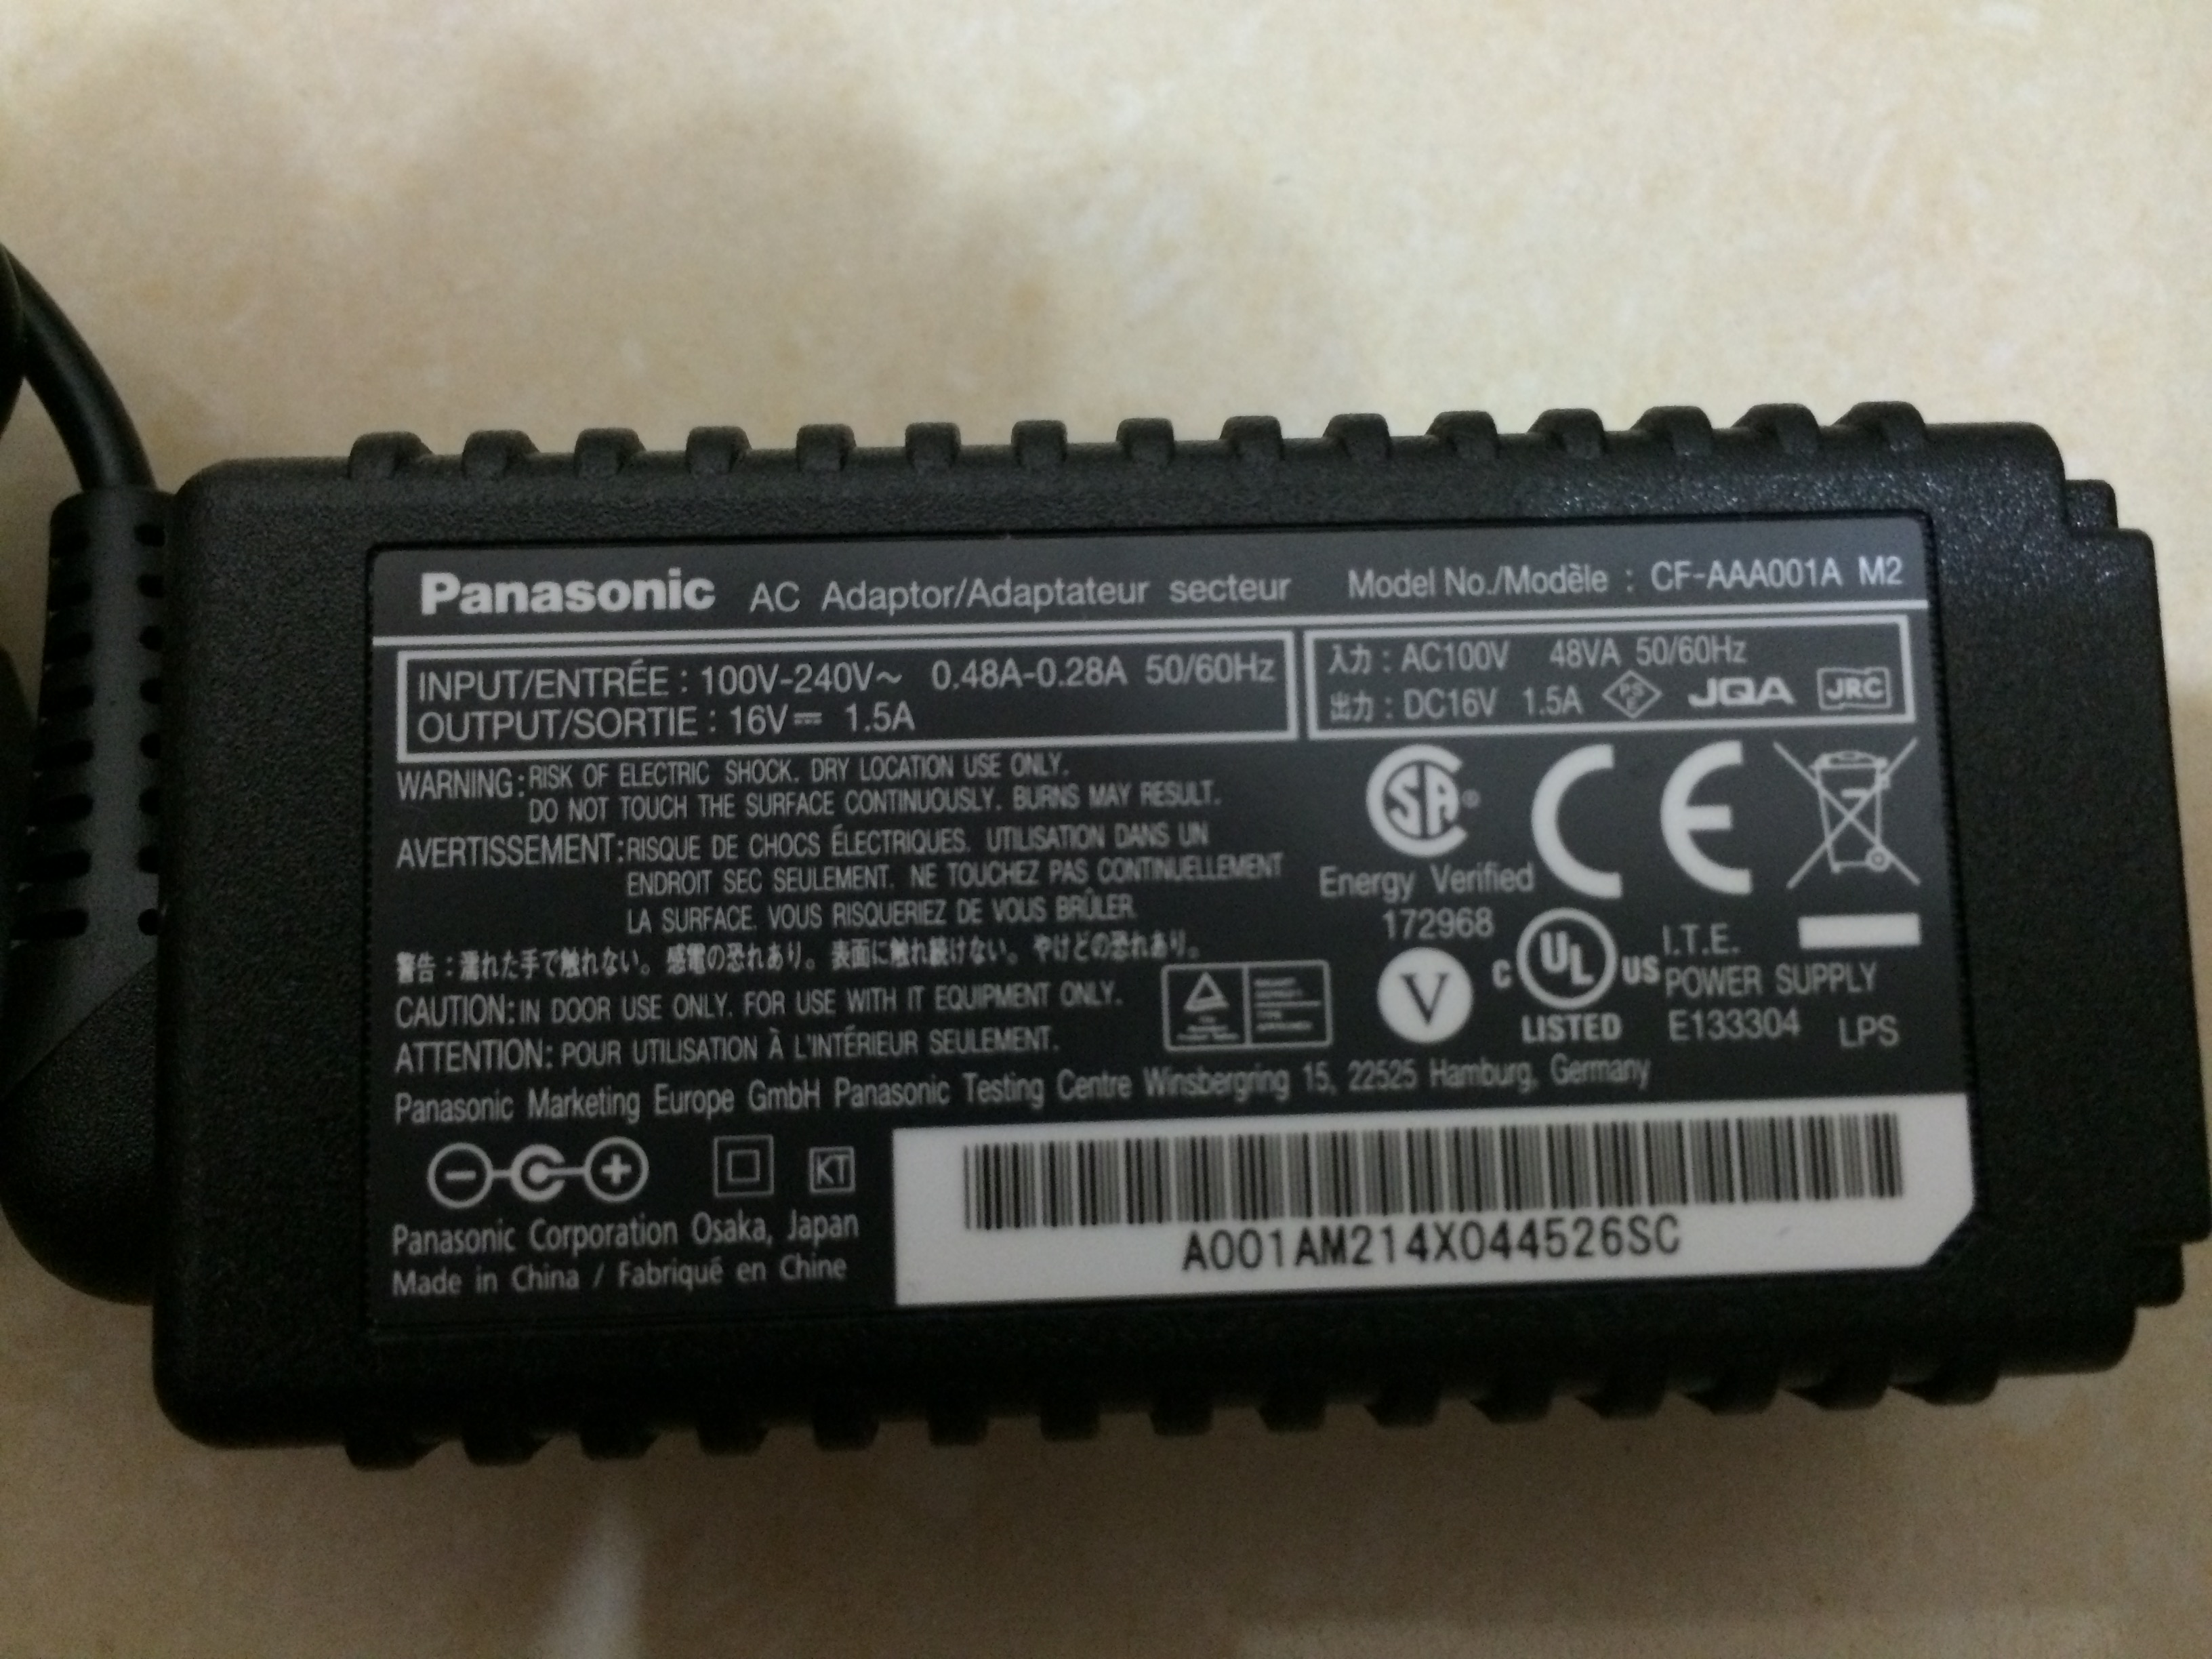 Panasonic AC Adaptor/Adaptateur secteur Model No./Modèle : CF-AAA001A M2
INPUT/ENTRÉE : 100V-240V～ 0.48A-0.28A 50/60Hz
OUTPUT/SORTIE : 16V⎓ 1.5A
入力 : AC100V 48VA 50/60Hz
出力 : DC16V 1.5A PS E JQA JRC
WARNING : RISK OF ELECTRIC SHOCK. DRY LOCATION USE ONLY.
DO NOT TOUCH THE SURFACE CONTINUOUSLY. BURNS MAY RESULT.
AVERTISSEMENT: RISQUE DE CHOCS ÉLECTRIQUES. UTILISATION DANS UN
ENDROIT SEC SEULEMENT. NE TOUCHEZ PAS CONTINUELLEMENT
LA SURFACE. VOUS RISQUERIEZ DE VOUS BRÛLER.
警告 : 濡れた手で触れない。感電の恐れあり。表面に触れ続けない。やけどの恐れあり。
CAUTION: IN DOOR USE ONLY. FOR USE WITH IT EQUIPMENT ONLY.
ATTENTION: POUR UTILISATION À L'INTÉRIEUR SEULEMENT.
SA®
Energy Verified
172968
V
CE
C UL US
LISTED
I.T.E.
POWER SUPPLY
E133304 LPS
Panasonic Marketing Europe GmbH Panasonic Testing Centre Winsbergring 15, 22525 Hamburg, Germany
KT
Panasonic Corporation Osaka, Japan
Made in China / Fabriqué en Chine
A001AM214X044526SC